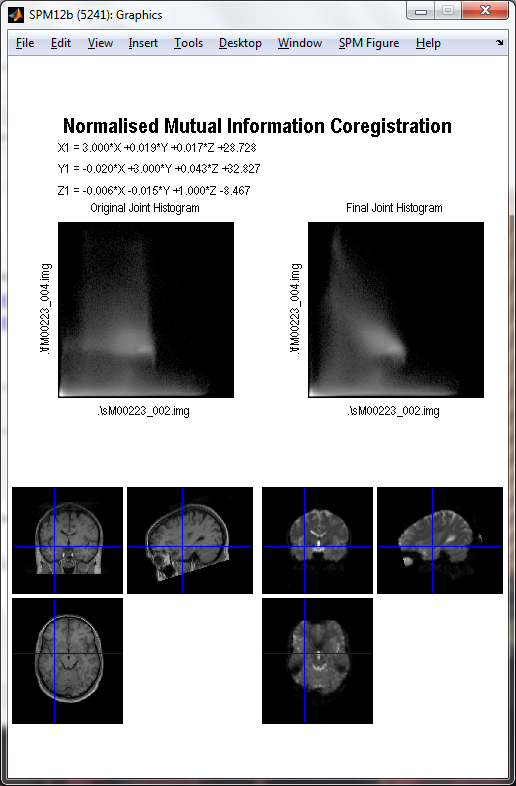 SPM12b (5241): Graphics
File Edit View Insert Tools Desktop Window SPM Figure Help
Normalised Mutual Information Coregistration
X1 = 3.000*X +0.019*Y +0.017*Z +28.728
Y1 = -0.020*X +3.000*Y +0.043*Z +32.827
Z1 = -0.006*X -0.015*Y +1.000*Z -8.467
Original Joint Histogram
Final Joint Histogram
.\fM00223_004.img
.\fM00223_004.img
.\sM00223_002.img
.\sM00223_002.img